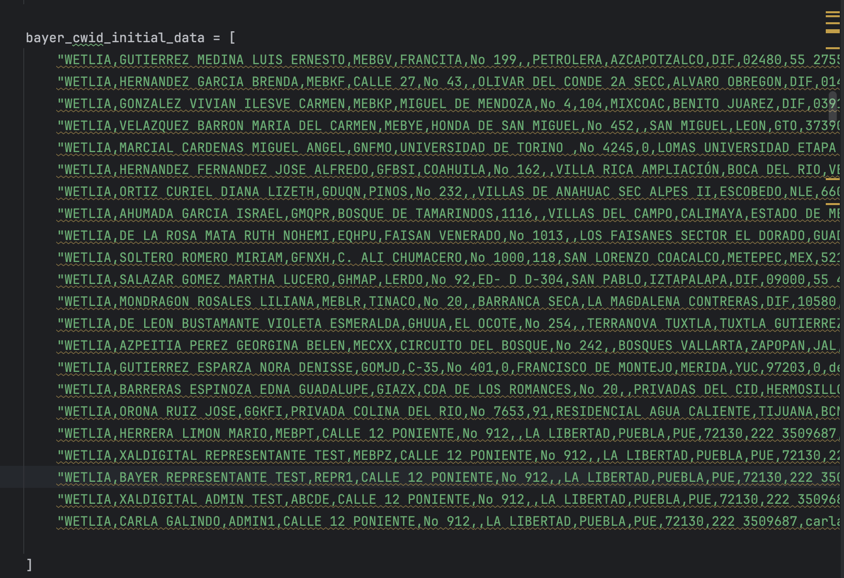 bayer_cwid_initial_data = [
"WETLIA,GUTIERREZ MEDINA LUIS ERNESTO,MEBGV,FRANCITA,No 199,,PETROLERA,AZCAPOTZALCO,DIF,02480,55 2755
"WETLIA,HERNANDEZ GARCIA BRENDA,MEBKF,CALLE 27,No 43,,OLIVAR DEL CONDE 2A SECC,ALVARO OBREGON,DIF,014
"WETLIA,GONZALEZ VIVIAN ILESVE CARMEN,MEBKP,MIGUEL DE MENDOZA,No 4,104,MIXCOAC,BENITO JUAREZ,DIF,0391
"WETLIA,VELAZQUEZ BARRON MARIA DEL CARMEN,MEBYE,HONDA DE SAN MIGUEL,No 452,,SAN MIGUEL,LEON,GTO,37390
"WETLIA,MARCIAL CARDENAS MIGUEL ANGEL,GNFMO,UNIVERSIDAD DE TORINO ,No 4245,0,LOMAS UNIVERSIDAD ETAPA
"WETLIA,HERNANDEZ FERNANDEZ JOSE ALFREDO,GFBSI,COAHUILA,No 162,,VILLA RICA AMPLIACIÓN,BOCA DEL RIO,VE
"WETLIA,ORTIZ CURIEL DIANA LIZETH,GDUQN,PINOS,No 232,,VILLAS DE ANAHUAC SEC ALPES II,ESCOBEDO,NLE,660
"WETLIA,AHUMADA GARCIA ISRAEL,GMQPR,BOSQUE DE TAMARINDOS,1116,,VILLAS DEL CAMPO,CALIMAYA,ESTADO DE ME
"WETLIA,DE LA ROSA MATA RUTH NOHEMI,EQHPU,FAISAN VENERADO,No 1013,,LOS FAISANES SECTOR EL DORADO,GUAD
"WETLIA,SOLTERO ROMERO MIRIAM,GFNXH,C. ALI CHUMACERO,No 1000,118,SAN LORENZO COACALCO,METEPEC,MEX,521
"WETLIA,SALAZAR GOMEZ MARTHA LUCERO,GHMAP,LERDO,No 92,ED- D D-304,SAN PABLO,IZTAPALAPA,DIF,09000,55 4
"WETLIA,MONDRAGON ROSALES LILIANA,MEBLR,TINACO,No 20,,BARRANCA SECA,LA MAGDALENA CONTRERAS,DIF,10580,
"WETLIA,DE LEON BUSTAMANTE VIOLETA ESMERALDA,GHUUA,EL OCOTE,No 254,,TERRANOVA TUXTLA,TUXTLA GUTIERREZ
"WETLIA,AZPEITIA PEREZ GEORGINA BELEN,MECXX,CIRCUITO DEL BOSQUE,No 242,,BOSQUES VALLARTA,ZAPOPAN,JAL,
"WETLIA,GUTIERREZ ESPARZA NORA DENISSE,GOMJD,C-35,No 401,0,FRANCISCO DE MONTEJO,MERIDA,YUC,97203,0,de
"WETLIA,BARRERAS ESPINOZA EDNA GUADALUPE,GIAZX,CDA DE LOS ROMANCES,No 20,,PRIVADAS DEL CID,HERMOSILLO
"WETLIA,ORONA RUIZ JOSE,GGKFI,PRIVADA COLINA DEL RIO,No 7653,91,RESIDENCIAL AGUA CALIENTE,TIJUANA,BCN
"WETLIA,HERRERA LIMON MARIO,MEBPT,CALLE 12 PONIENTE,No 912,,LA LIBERTAD,PUEBLA,PUE,72130,222 3509687,
"WETLIA,XALDIGITAL REPRESENTANTE TEST,MEBPZ,CALLE 12 PONIENTE,No 912,,LA LIBERTAD,PUEBLA,PUE,72130,22
"WETLIA,BAYER REPRESENTANTE TEST,REPR1,CALLE 12 PONIENTE,No 912,,LA LIBERTAD,PUEBLA,PUE,72130,222 350
"WETLIA,XALDIGITAL ADMIN TEST,ABCDE,CALLE 12 PONIENTE,No 912,,LA LIBERTAD,PUEBLA,PUE,72130,222 350968
"WETLIA,CARLA GALINDO,ADMIN1,CALLE 12 PONIENTE,No 912,,LA LIBERTAD,PUEBLA,PUE,72130,222 3509687,carla
]